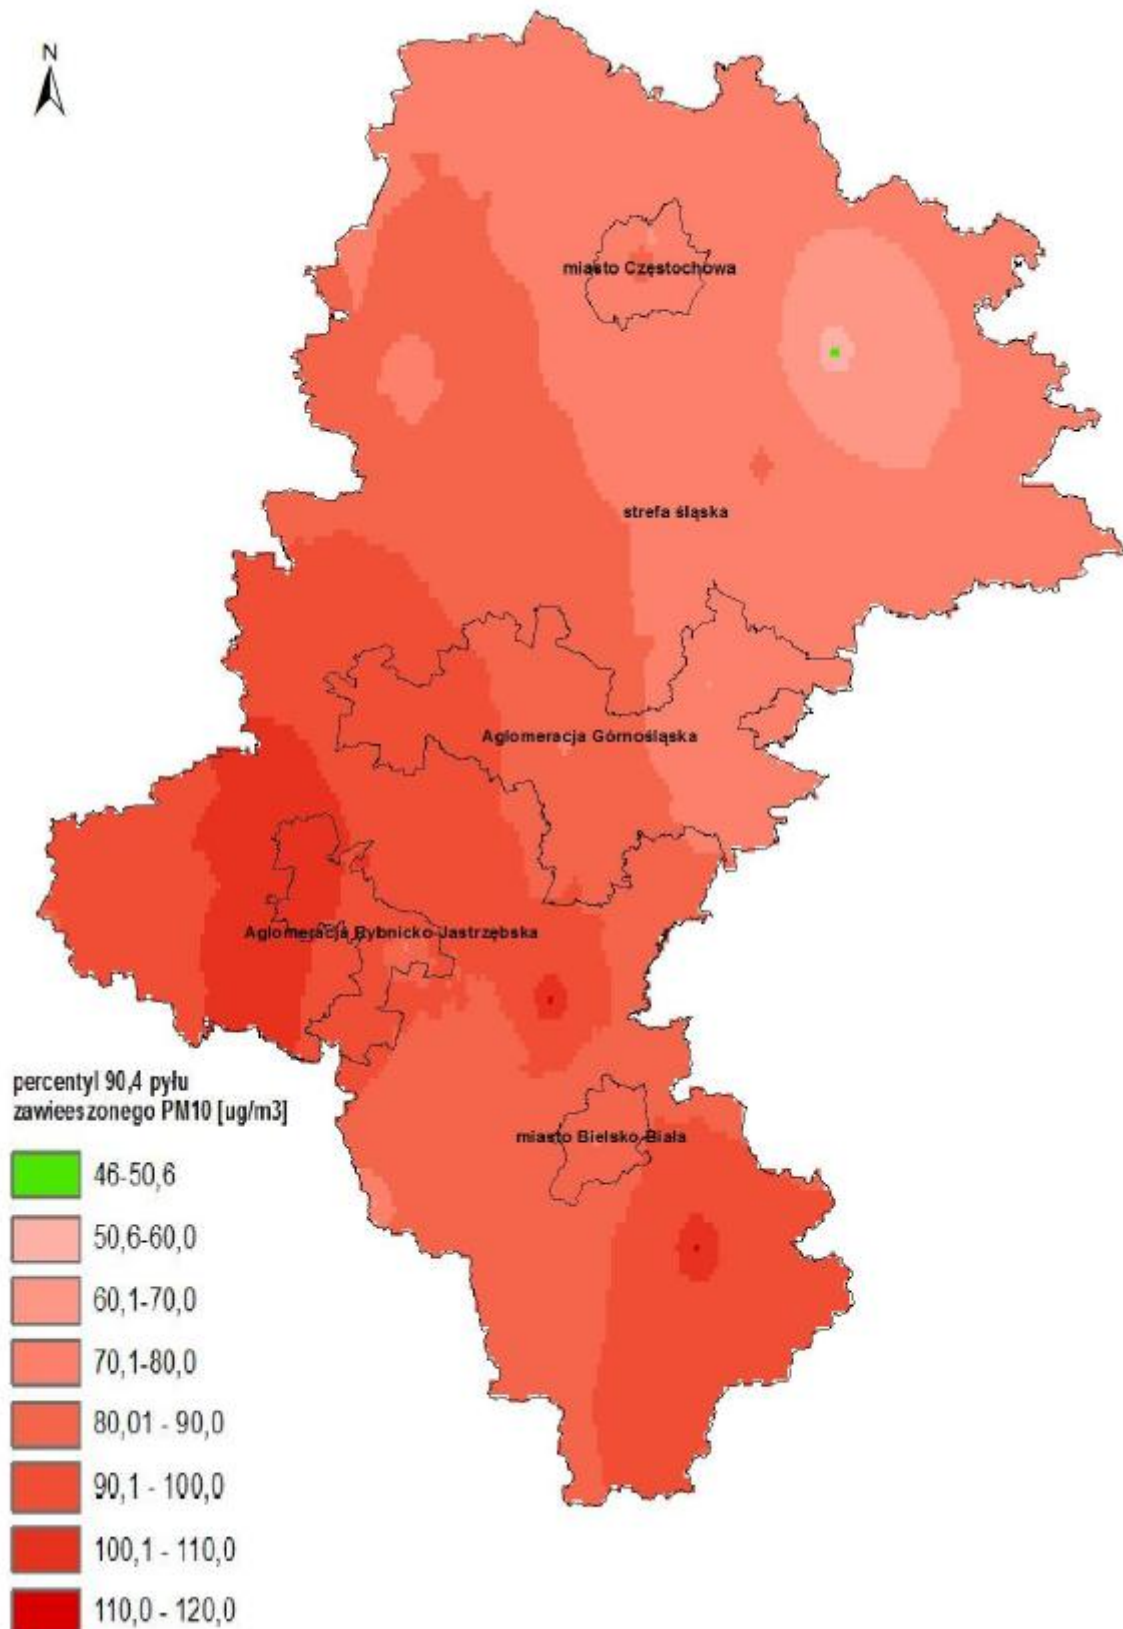 N
miasto Częstochowa
strefa śląska
Aglomeracja Górnośląska
Aglomeracja Rybnicko-Jastrzębska
miasto Bielsko-Biała
percentyl 90,4 pyłu
zawieeszonego PM10 [ug/m3]
46-50,6
50,6-60,0
60,1-70,0
70,1-80,0
80,01 - 90,0
90,1 - 100,0
100,1 - 110,0
110,0 - 120,0